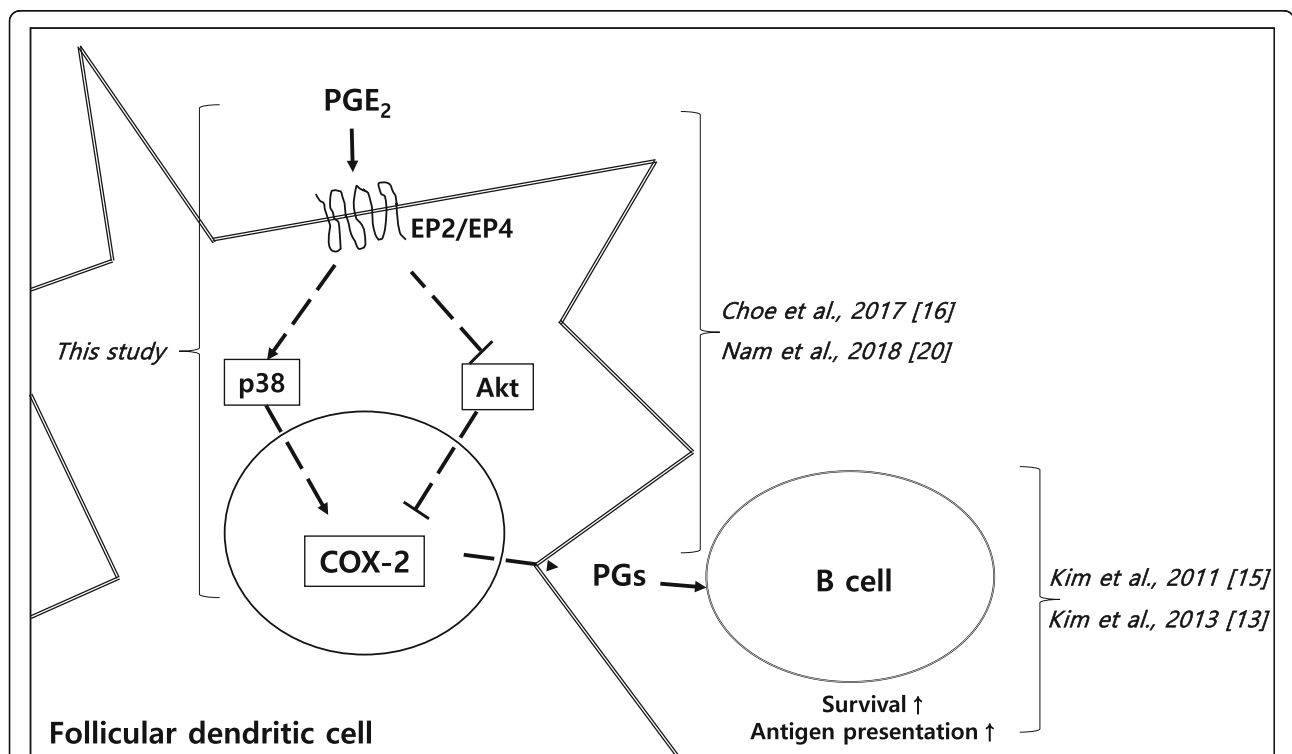 PGE₂
EP2/EP4
Choe et al., 2017 [16]
Nam et al., 2018 [20]
This study
p38
Akt
COX-2
PGs
B cell
Kim et al., 2011 [15]
Kim et al., 2013 [13]
Survival ↑
Antigen presentation ↑
Follicular dendritic cell